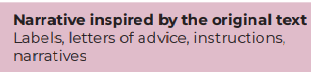 Narrative inspired by the original text
Labels, letters of advice, instructions,
narratives